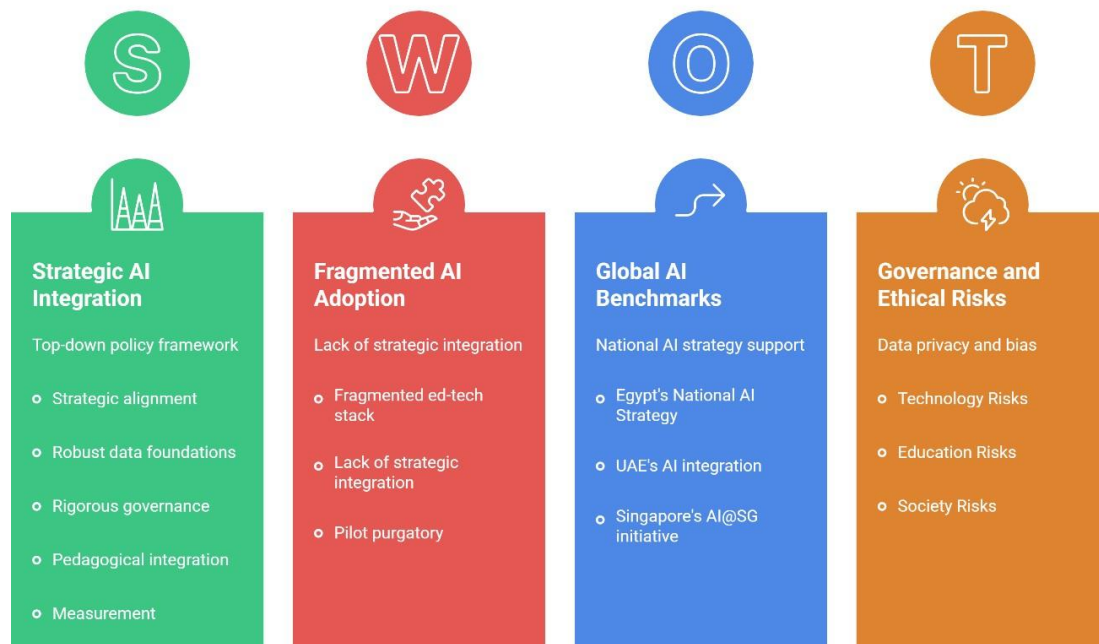 S
W
O
T
Strategic AI
Integration
Top-down policy framework
Strategic alignment
Robust data foundations
Rigorous governance
Pedagogical integration
Measurement
Fragmented AI
Adoption
Lack of strategic integration
Fragmented ed-tech
stack
Lack of strategic
integration
Pilot purgatory
Global AI
Benchmarks
National AI strategy support
Egypt's National AI
Strategy
UAE's AI integration
Singapore's AI@SG
initiative
Governance and
Ethical Risks
Data privacy and bias
Technology Risks
Education Risks
Society Risks